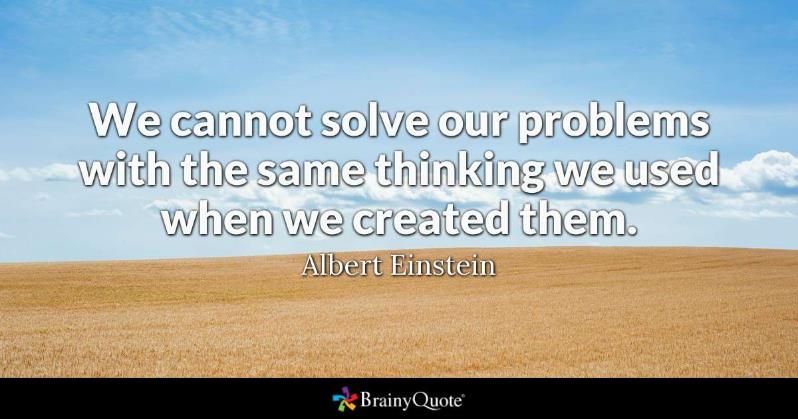 We cannot solve our problems
with the same thinking we used
when we created them.
Albert Einstein
BrainyQuote®